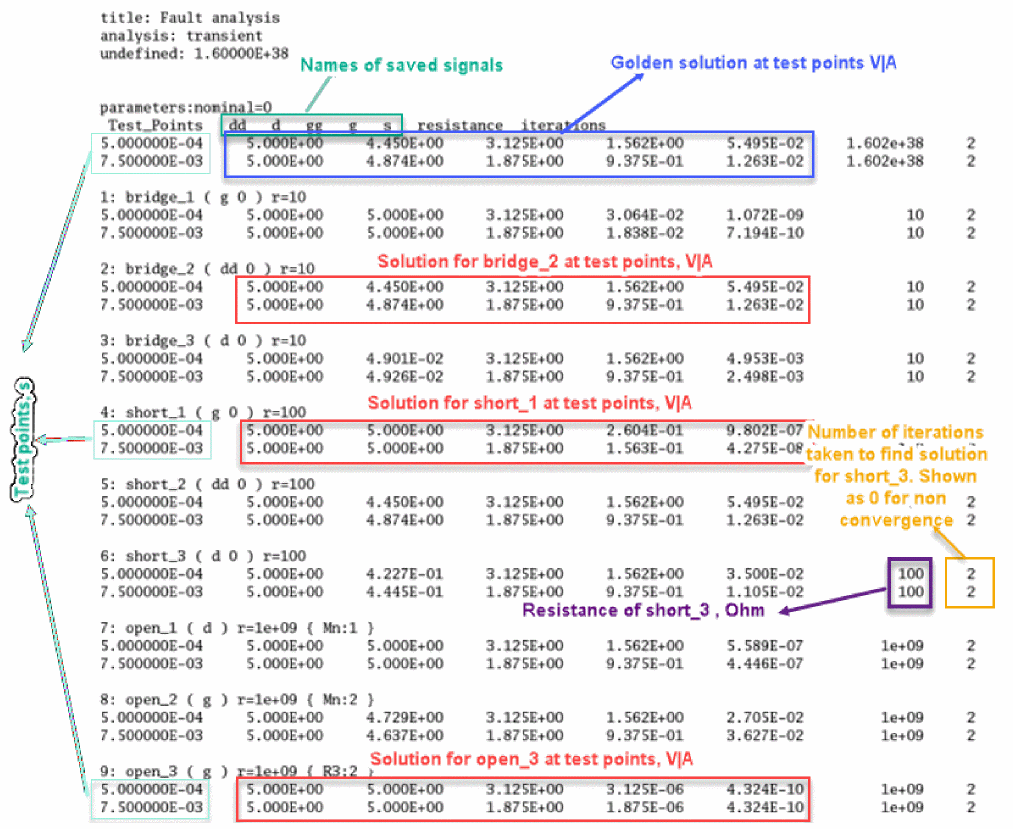 title: Fault analysis
analysis: transient
undefined: 1.60000E+38
Names of saved signals
Golden solution at test points V|A
parameters:nominal=0
Test_Points dd d gg g s resistance iterations
5.000000E-04 5.000E+00 4.450E+00 3.125E+00 1.562E+00 5.495E-02 1.602e+38 2
7.500000E-03 5.000E+00 4.874E+00 1.875E+00 9.375E-01 1.263E-02 1.602e+38 2
1: bridge_1 ( g 0 ) r=10
5.000000E-04 5.000E+00 5.000E+00 3.125E+00 3.064E-02 1.072E-09 10 2
7.500000E-03 5.000E+00 5.000E+00 1.875E+00 1.838E-02 7.194E-10 10 2
2: bridge_2 ( dd 0 ) r=10
Solution for bridge_2 at test points, V|A
5.000000E-04 5.000E+00 4.450E+00 3.125E+00 1.562E+00 5.495E-02 10 2
7.500000E-03 5.000E+00 4.874E+00 1.875E+00 9.375E-01 1.263E-02 10 2
3: bridge_3 ( d 0 ) r=10
5.000000E-04 5.000E+00 4.901E-02 3.125E+00 1.562E+00 4.953E-03 10 2
7.500000E-03 5.000E+00 4.926E-02 1.875E+00 9.375E-01 2.498E-03 10 2
Test points, s
4: short_1 ( g 0 ) r=100
Solution for short_1 at test points, V|A
5.000000E-04 5.000E+00 5.000E+00 3.125E+00 2.604E-01 9.802E-07
7.500000E-03 5.000E+00 5.000E+00 1.875E+00 1.563E-01 4.275E-08
Number of iterations
taken to find solution
for short_3. Shown
as 0 for non
convergence
5: short_2 ( dd 0 ) r=100
5.000000E-04 5.000E+00 4.450E+00 3.125E+00 1.562E+00 5.495E-02 2
7.500000E-03 5.000E+00 4.874E+00 1.875E+00 9.375E-01 1.263E-02 2
6: short_3 ( d 0 ) r=100
5.000000E-04 5.000E+00 4.227E-01 3.125E+00 1.562E+00 3.500E-02 100 2
7.500000E-03 5.000E+00 4.445E-01 1.875E+00 9.375E-01 1.105E-02 100 2
Resistance of short_3 , Ohm
7: open_1 ( d ) r=1e+09 { Mn:1 }
5.000000E-04 5.000E+00 5.000E+00 3.125E+00 1.562E+00 5.589E-07 1e+09 2
7.500000E-03 5.000E+00 5.000E+00 1.875E+00 9.375E-01 4.446E-07 1e+09 2
8: open_2 ( g ) r=1e+09 { Mn:2 }
5.000000E-04 5.000E+00 4.729E+00 3.125E+00 1.562E+00 2.705E-02 1e+09 2
7.500000E-03 5.000E+00 4.637E+00 1.875E+00 9.375E-01 3.627E-02 1e+09 2
9: open_3 ( g ) r=1e+09 { R3:2 }
Solution for open_3 at test points, V|A
5.000000E-04 5.000E+00 5.000E+00 3.125E+00 3.125E-06 4.324E-10 1e+09 2
7.500000E-03 5.000E+00 5.000E+00 1.875E+00 1.875E-06 4.324E-10 1e+09 2